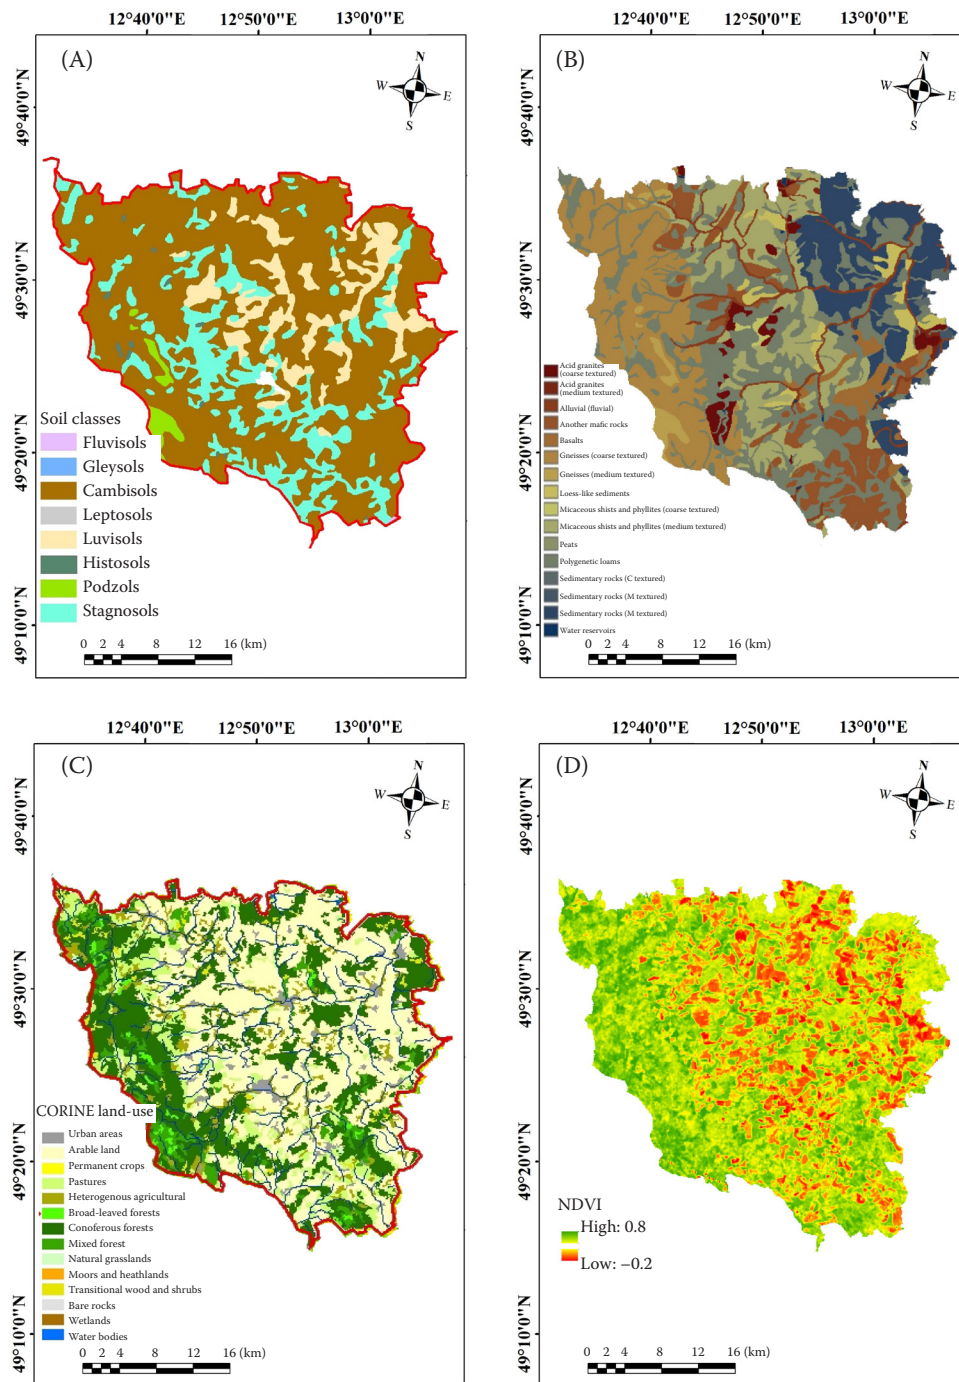 12°40'0"E 12°50'0"E 13°0'0"E
(A)
N
W E
S
49°40'0"N
49°30'0"N
49°20'0"N
49°10'0"N
Soil classes
Fluvisols
Gleysols
Cambisols
Leptosols
Luvisols
Histosols
Podzols
Stagnosols
0 2 4 8 12 16 (km)
12°40'0"E 12°50'0"E 13°0'0"E
(B)
N
W E
S
49°40'0"N
49°30'0"N
49°20'0"N
49°10'0"N
Acid granites
(coarse textured)
Acid granites
(medium textured)
Alluvial (fluvial)
Another mafic rocks
Basalts
Gneisses (coarse textured)
Gneisses (medium textured)
Loess-like sediments
Micaceous shists and phyllites (coarse textured)
Micaceous shists and phyllites (medium textured)
Peats
Polygenetic loams
Sedimentary rocks (C textured)
Sedimentary rocks (M textured)
Sedimentary rocks (M textured)
Water reservoirs
0 2 4 8 12 16 (km)
12°40'0"E 12°50'0"E 13°0'0"E
(C)
N
W E
S
49°40'0"N
49°30'0"N
49°20'0"N
49°10'0"N
CORINE land-use
Urban areas
Arable land
Permanent crops
Pastures
Heterogenous agricultural
Broad-leaved forests
Conoferous forests
Mixed forest
Natural grasslands
Moors and heathlands
Transitional wood and shrubs
Bare rocks
Wetlands
Water bodies
0 2 4 8 12 16 (km)
12°40'0"E 12°50'0"E 13°0'0"E
(D)
N
W E
S
49°40'0"N
49°30'0"N
49°20'0"N
49°10'0"N
NDVI
High: 0.8
Low: −0.2
0 2 4 8 12 16 (km)